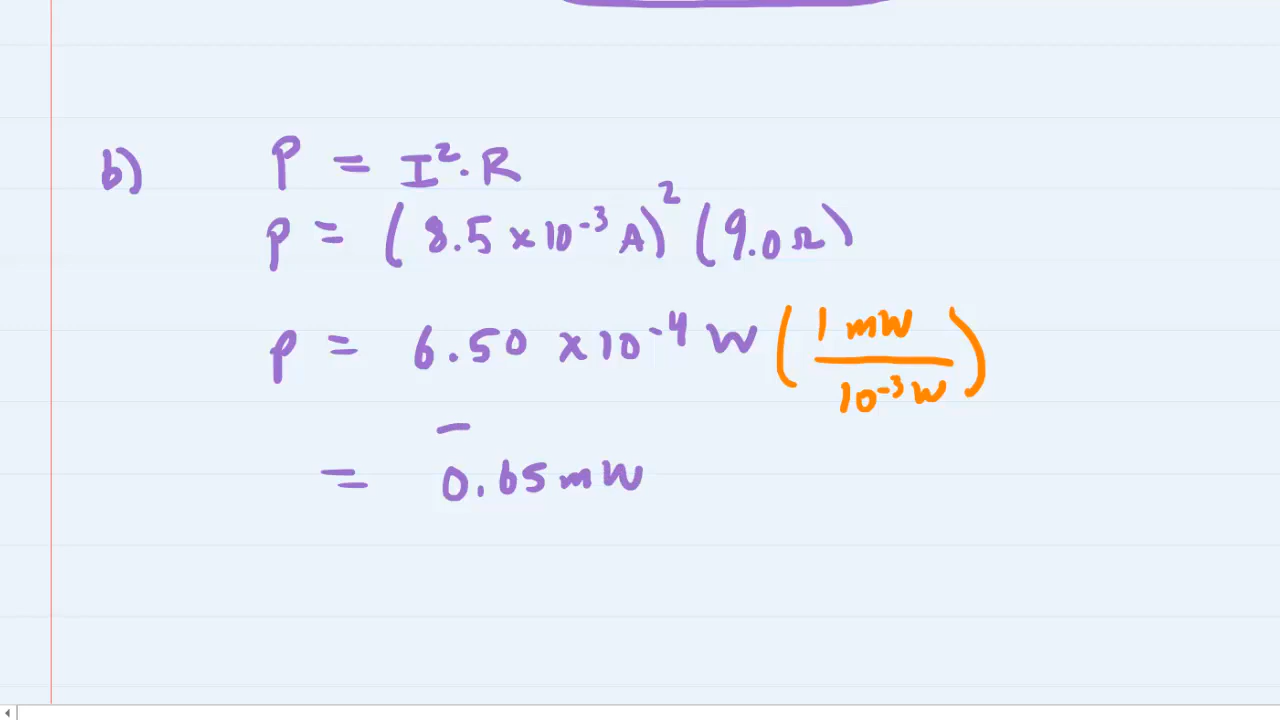 b) P = I². R
P = (8.5 × 10⁻³ A)² (9.0 Ω)
P = 6.50 × 10⁻⁴ W (1 mW / 10⁻³ W)
= 0.65 mW